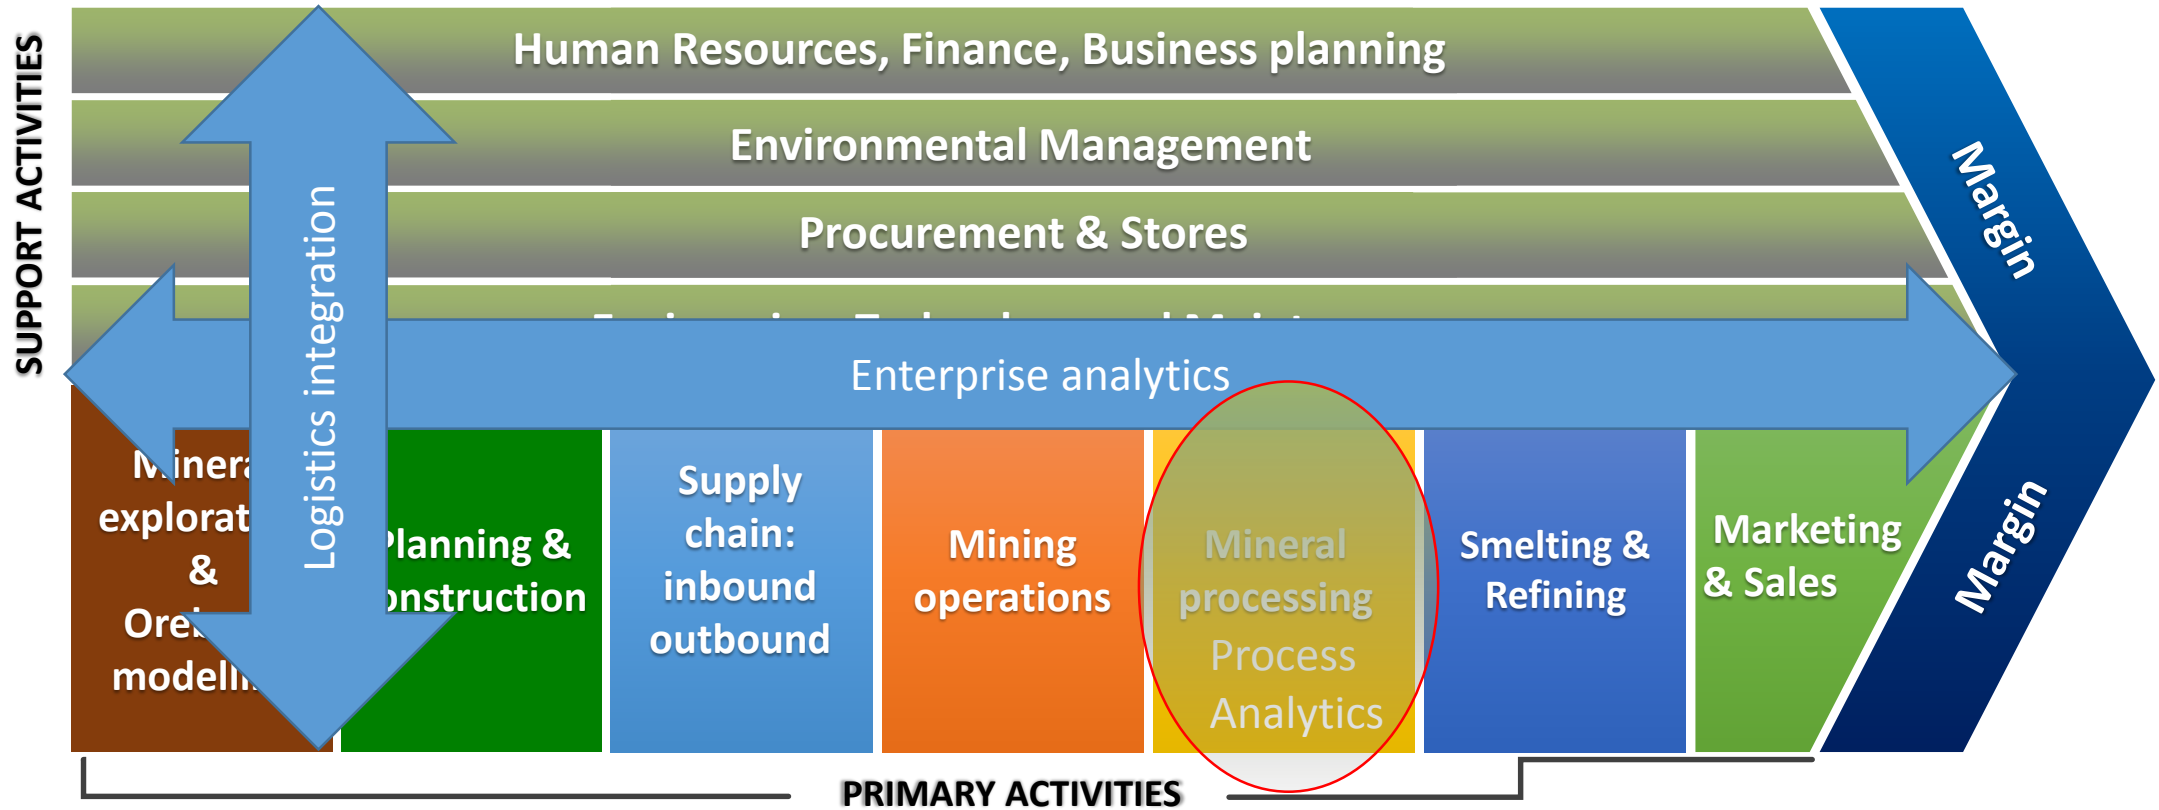 SUPPORT ACTIVITIES
Human Resources, Finance, Business planning
Environmental Management
Procurement & Stores
Logistics integration
Enterprise analytics
&
Planning &
Supply
chain:
inbound
outbound
Mining
operations
Mineral
processing
Process
Analytics
Smelting &
Refining
Marketing
& Sales
Margin
Margin
PRIMARY ACTIVITIES